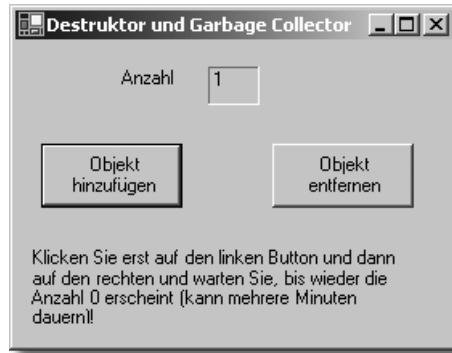 Destruktor und Garbage Collector
Anzahl 1
Objekt
hinzufügen
Objekt
entfernen
Klicken Sie erst auf den linken Button und dann
auf den rechten und warten Sie, bis wieder die
Anzahl 0 erscheint (kann mehrere Minuten
dauern)!